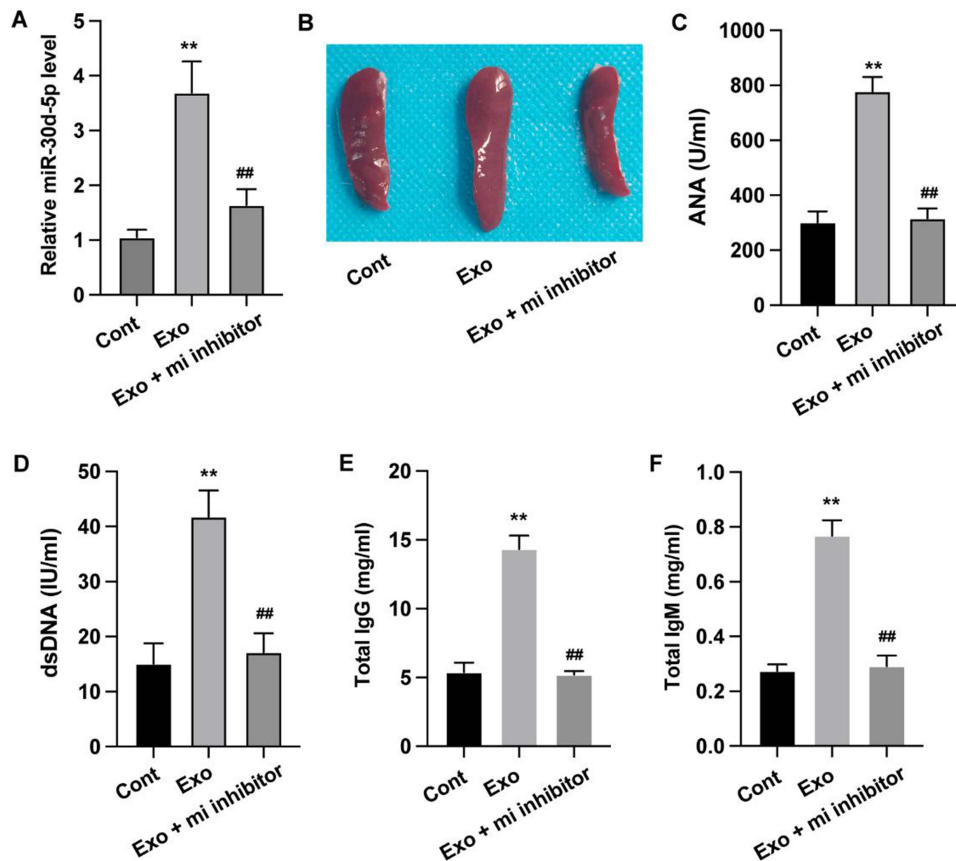 A
Relative miR-30d-5p level
5
4
3
2
1
0
**
##
Cont
Exo
Exo + mi inhibitor
B
Cont
Exo
Exo + mi inhibitor
C
ANA (U/ml)
1000
800
600
400
200
0
**
##
Cont
Exo
Exo + mi inhibitor
D
dsDNA (IU/ml)
50
40
30
20
10
0
**
##
Cont
Exo
Exo + mi inhibitor
E
Total IgG (mg/ml)
20
15
10
5
0
**
##
Cont
Exo
Exo + mi inhibitor
F
Total IgM (mg/ml)
1.0
0.8
0.6
0.4
0.2
0.0
**
##
Cont
Exo
Exo + mi inhibitor